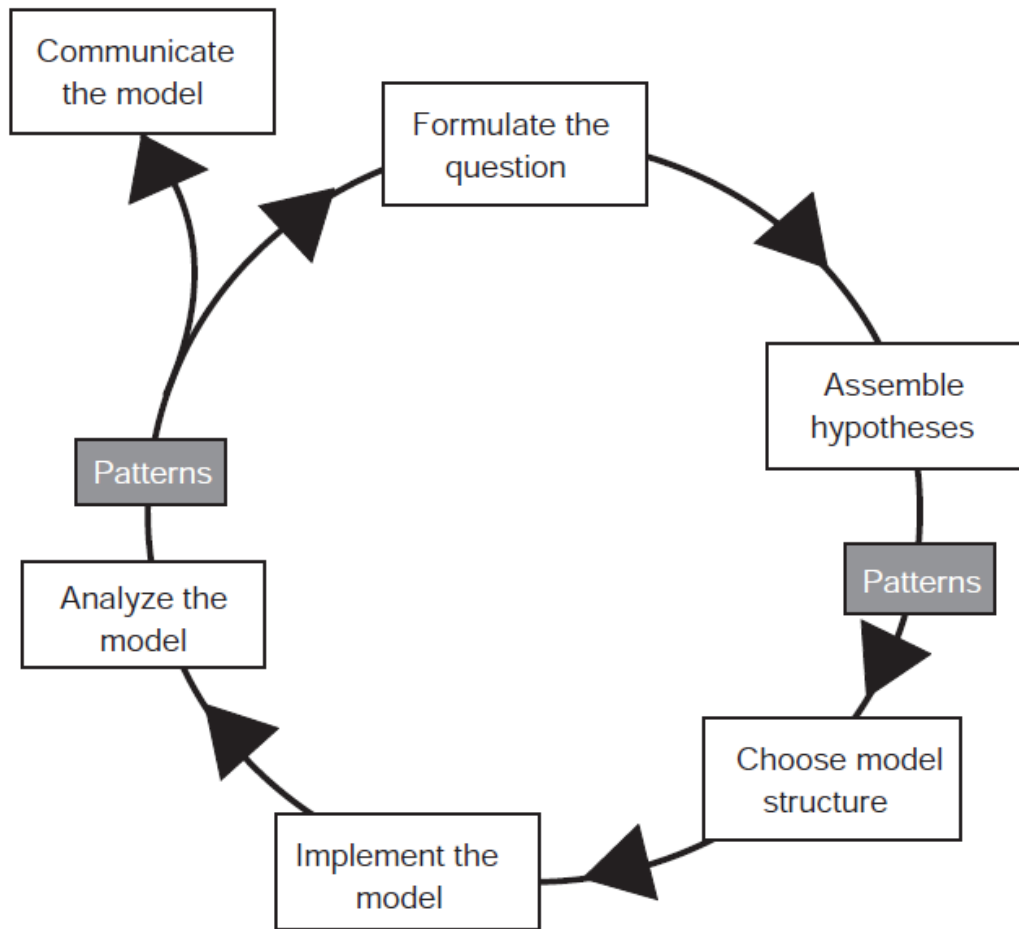 Communicate
the model
Formulate the
question
Assemble
hypotheses
Patterns
Choose model
structure
Implement the
model
Analyze the
model
Patterns